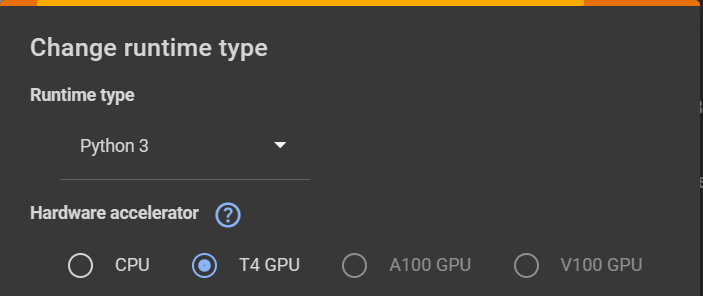 Change runtime type
Runtime type
Python 3
Hardware accelerator ?
CPU T4 GPU A100 GPU V100 GPU